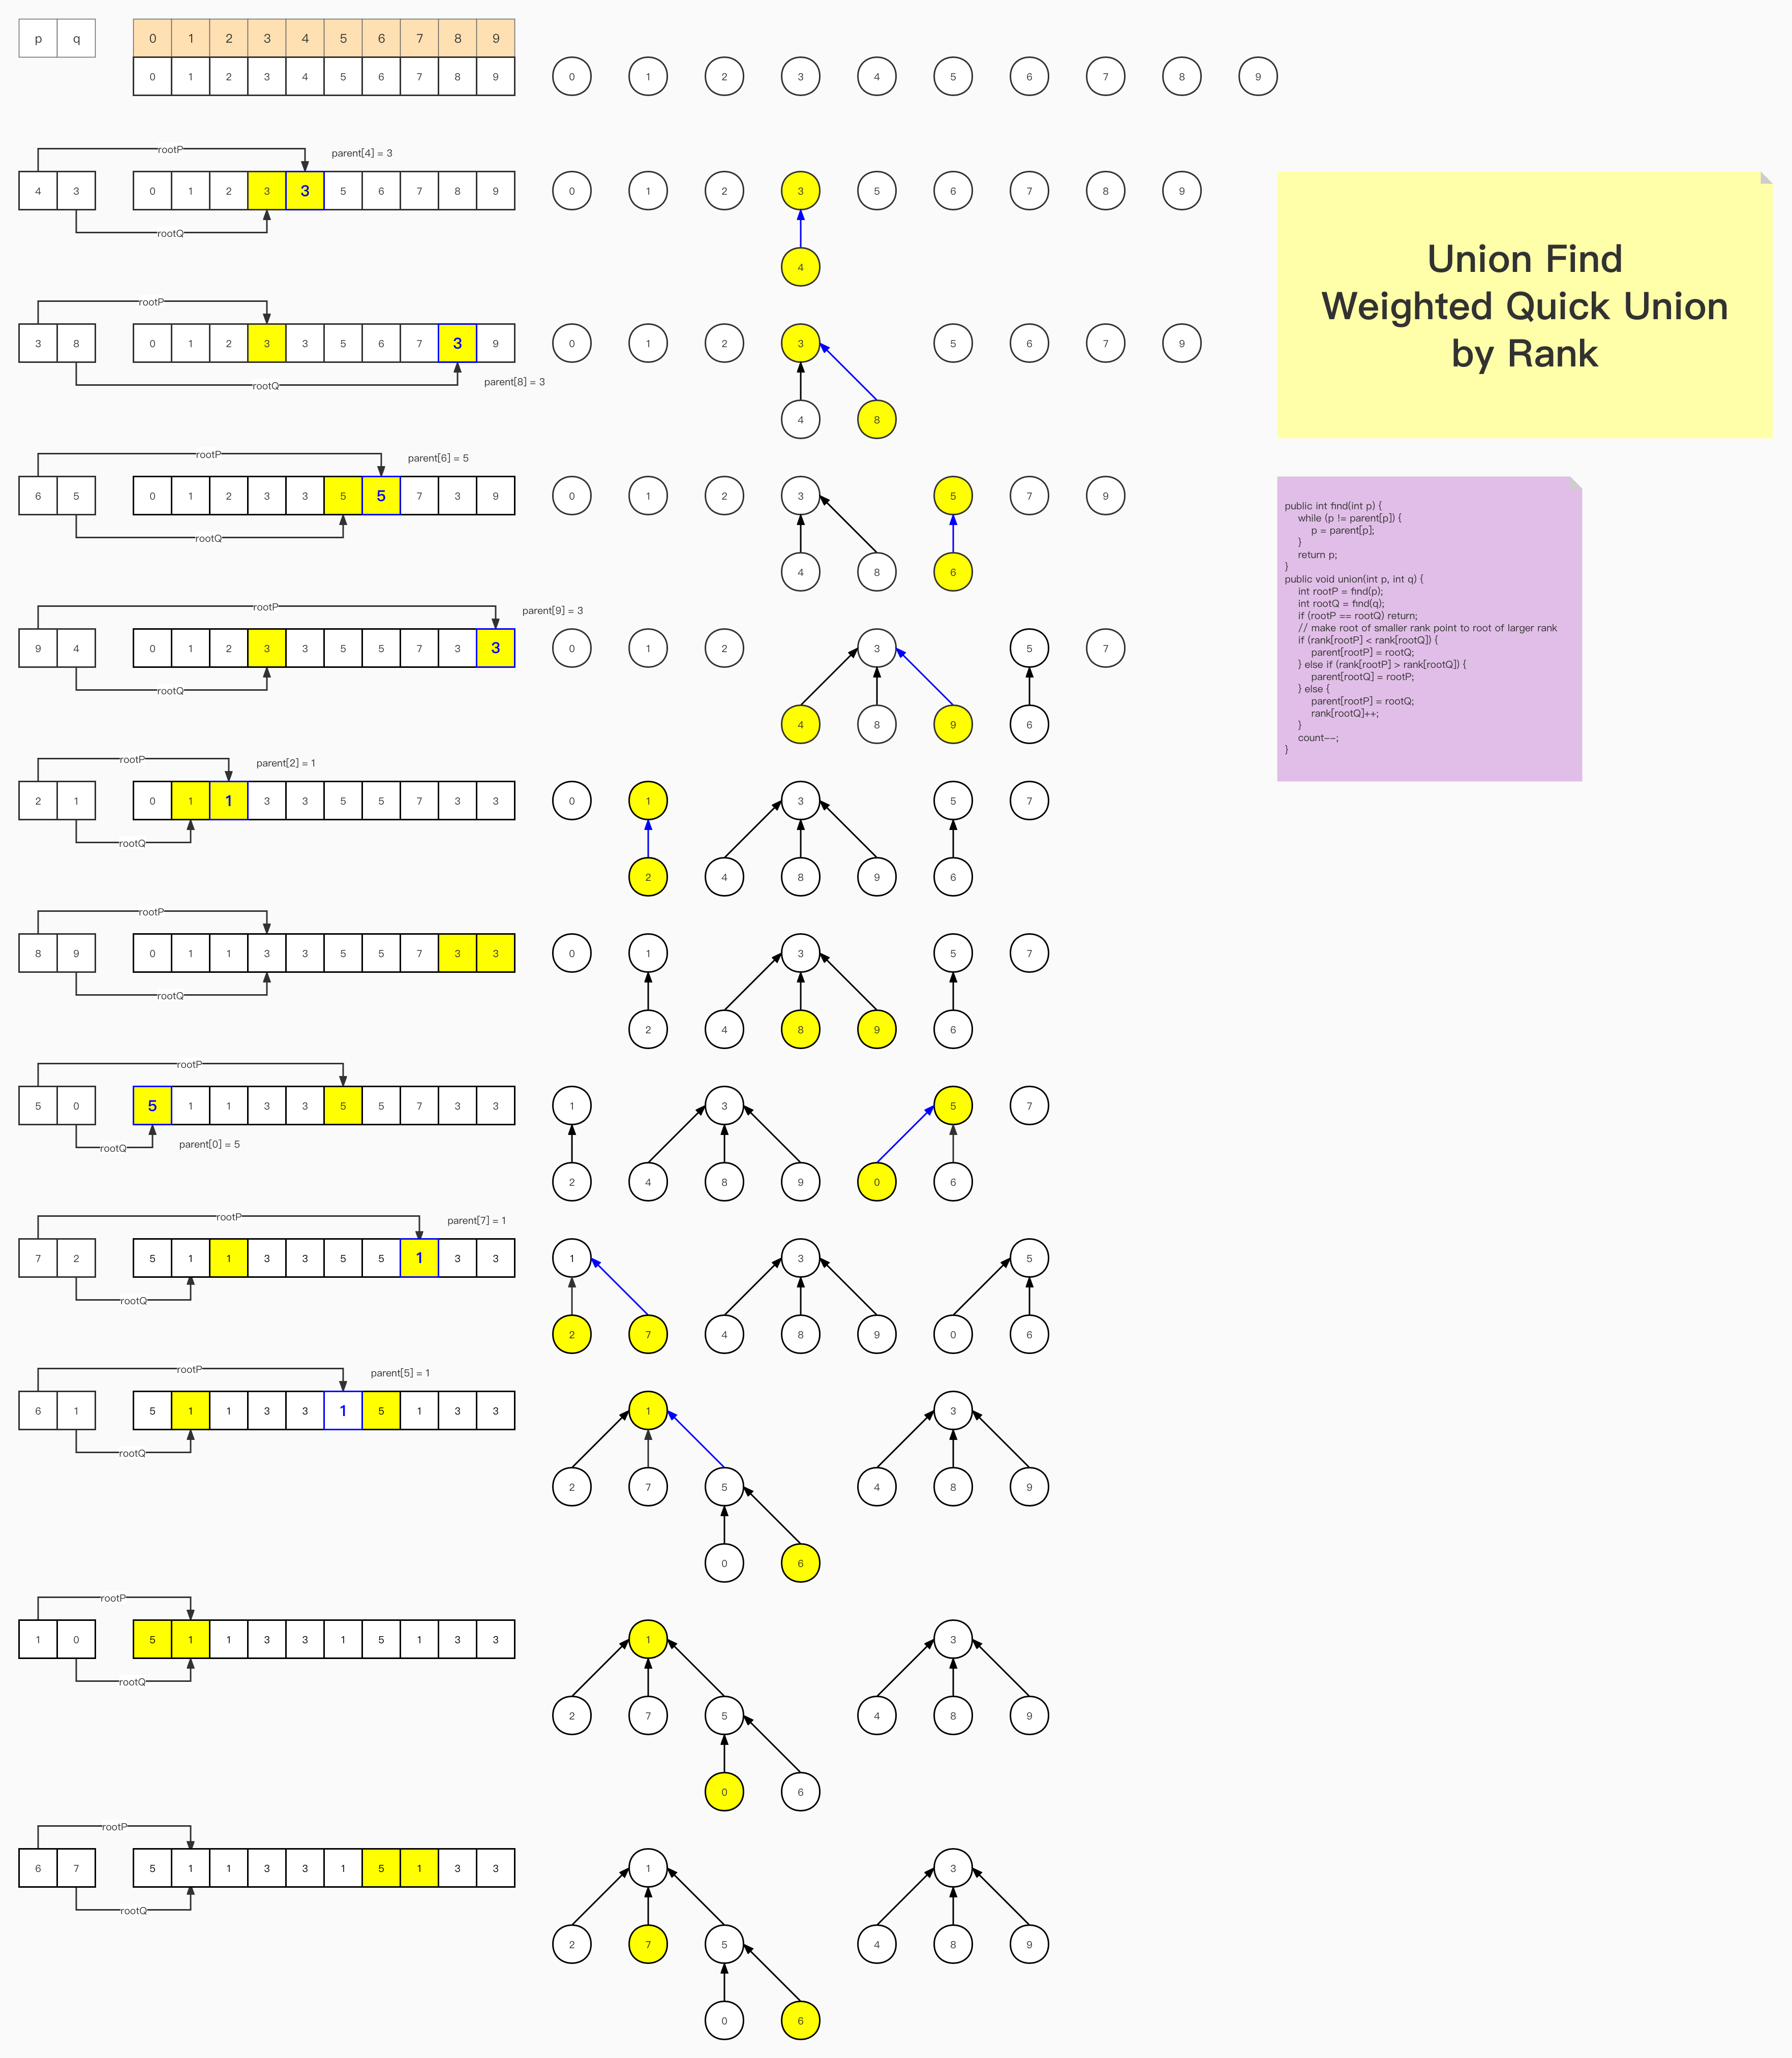 p q 0 1 2 3 4 5 6 7 8 9
0 1 2 3 4 5 6 7 8 9 0 1 2 3 4 5 6 7 8 9
rootP parent[4] = 3
4 3 0 1 2 3 3 5 6 7 8 9 0 1 2 3 5 6 7 8 9
rootQ
4
Union Find
Weighted Quick Union
by Rank
rootP
3 8 0 1 2 3 3 5 6 7 3 9 0 1 2 3 5 6 7 9
rootQ parent[8] = 3
4 8
rootP parent[6] = 5
6 5 0 1 2 3 3 5 5 7 3 9 0 1 2 3 5 7 9
rootQ
4 8 6
public int find(int p) {
while (p != parent[p]) {
p = parent[p];
}
return p;
}
public void union(int p, int q) {
int rootP = find(p);
int rootQ = find(q);
if (rootP == rootQ) return;
// make root of smaller rank point to root of larger rank
if (rank[rootP] < rank[rootQ]) {
parent[rootP] = rootQ;
} else if (rank[rootP] > rank[rootQ]) {
parent[rootQ] = rootP;
} else {
parent[rootP] = rootQ;
rank[rootQ]++;
}
count--;
}
rootP parent[9] = 3
9 4 0 1 2 3 3 5 5 7 3 3 0 1 2 3 5 7
rootQ
4 8 9 6
rootP parent[2] = 1
2 1 0 1 1 3 3 5 5 7 3 3 0 1 3 5 7
rootQ
2 4 8 9 6
rootP
8 9 0 1 1 3 3 5 5 7 3 3 0 1 3 5 7
rootQ
2 4 8 9 6
rootP
5 0 5 1 1 3 3 5 5 7 3 3 1 3 5 7
rootQ parent[0] = 5
2 4 8 9 0 6
rootP parent[7] = 1
7 2 5 1 1 3 3 5 5 1 3 3 1 3 5
rootQ
2 7 4 8 9 0 6
rootP parent[5] = 1
6 1 5 1 1 3 3 1 5 1 3 3 1 3
rootQ
2 7 5 4 8 9
0 6
rootP
1 0 5 1 1 3 3 1 5 1 3 3 1 3
rootQ
2 7 5 4 8 9
0 6
rootP
6 7 5 1 1 3 3 1 5 1 3 3 1 3
rootQ
2 7 5 4 8 9
0 6